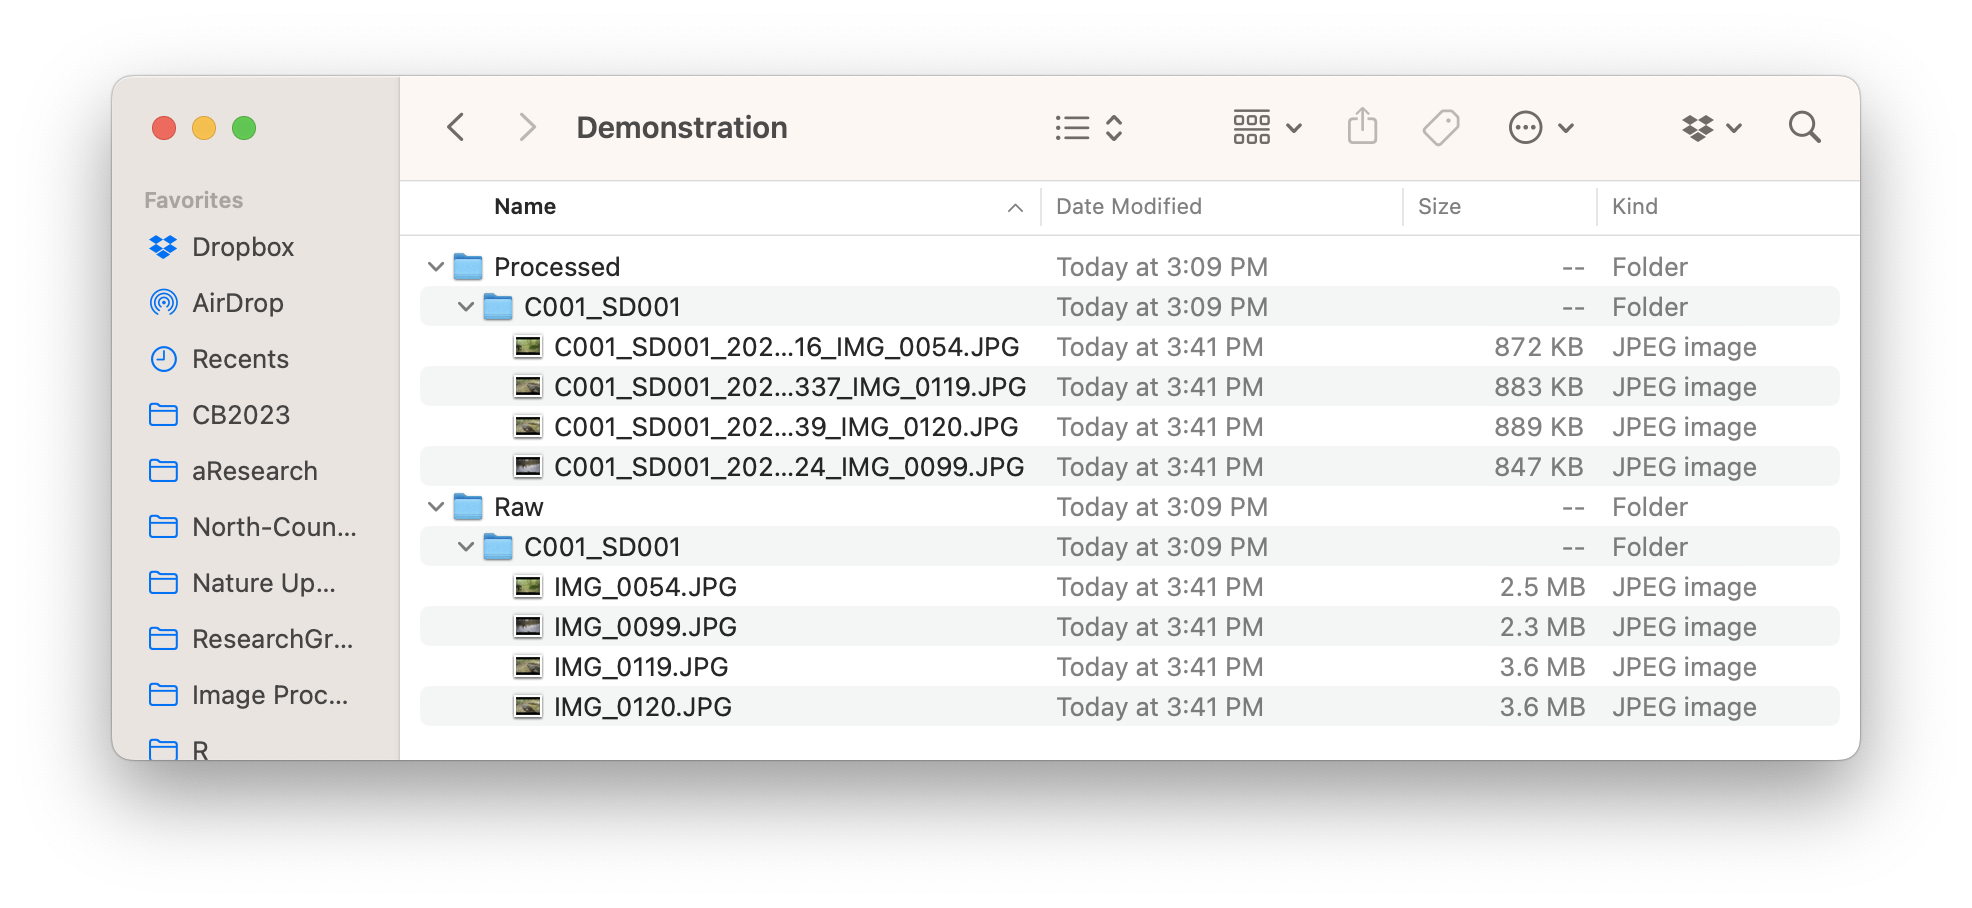 Demonstration
Favorites
Dropbox
AirDrop
Recents
CB2023
aResearch
North-Coun...
Nature Up...
ResearchGr...
Image Proc...
R
Name Date Modified Size Kind
Processed Today at 3:09 PM -- Folder
C001_SD001 Today at 3:09 PM -- Folder
C001_SD001_202...16_IMG_0054.JPG Today at 3:41 PM 872 KB JPEG image
C001_SD001_202...337_IMG_0119.JPG Today at 3:41 PM 883 KB JPEG image
C001_SD001_202...39_IMG_0120.JPG Today at 3:41 PM 889 KB JPEG image
C001_SD001_202...24_IMG_0099.JPG Today at 3:41 PM 847 KB JPEG image
Raw Today at 3:09 PM -- Folder
C001_SD001 Today at 3:09 PM -- Folder
IMG_0054.JPG Today at 3:41 PM 2.5 MB JPEG image
IMG_0099.JPG Today at 3:41 PM 2.3 MB JPEG image
IMG_0119.JPG Today at 3:41 PM 3.6 MB JPEG image
IMG_0120.JPG Today at 3:41 PM 3.6 MB JPEG image